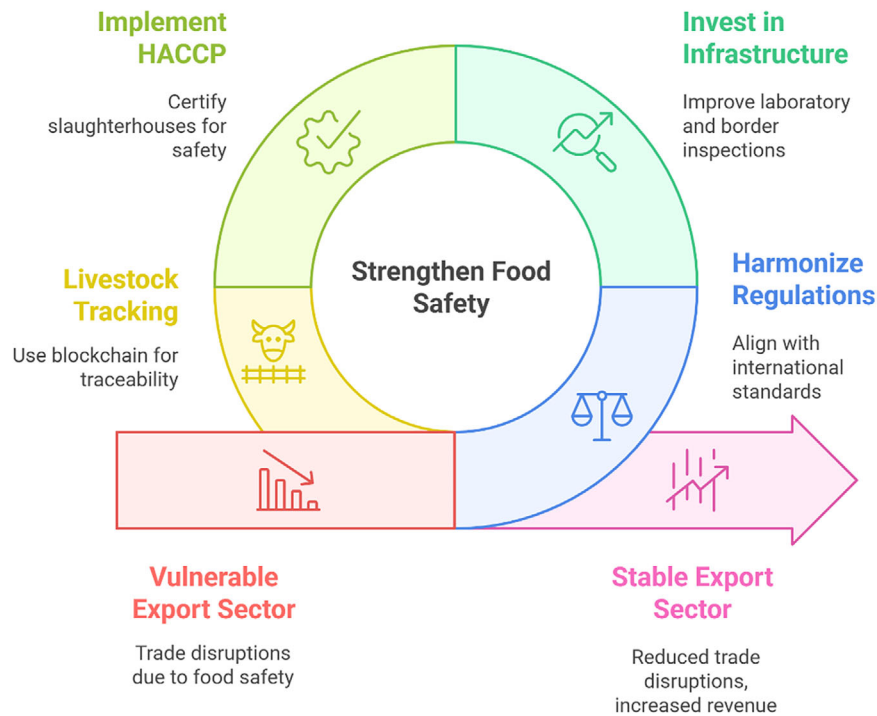 Implement
HACCP
Certify
slaughterhouses for
safety
Invest in
Infrastructure
Improve laboratory
and border
inspections
Strengthen Food
Safety
Livestock
Tracking
Use blockchain for
traceability
Harmonize
Regulations
Align with
international
standards
Vulnerable
Export Sector
Trade disruptions
due to food safety
Stable Export
Sector
Reduced trade
disruptions,
increased revenue